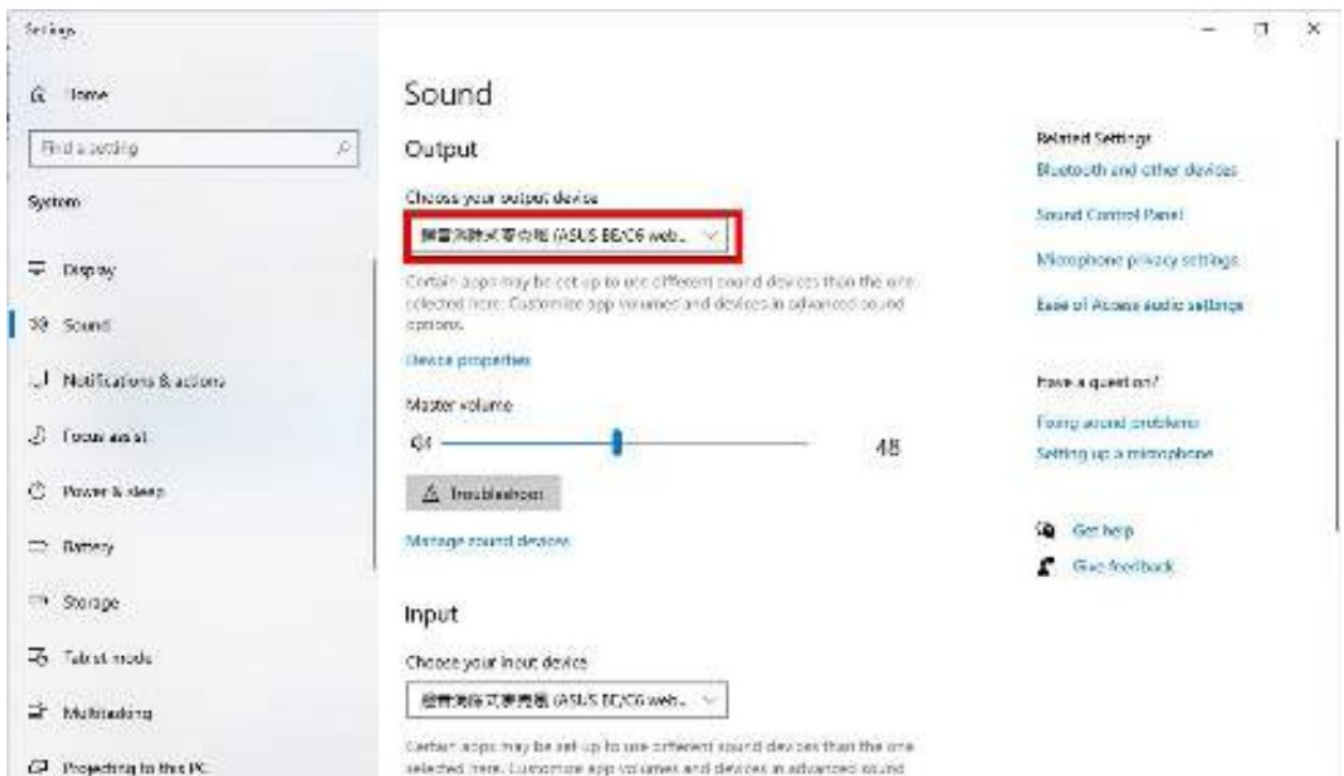 Settings
Home
Find a setting
System
Display
Sound
Notifications & actions
Focus assist
Power & sleep
Battery
Storage
Tablet mode
Multitasking
Projecting to this PC
Sound
Output
Choose your output device
(ASUS BE/C6 web...
Certain apps may be set up to use different sound devices than the one
selected here. Customize app volumes and devices in advanced sound
options.
Device properties
Master volume
48
Troubleshoot
Manage sound devices
Input
Choose your input device
(ASUS BE/C6 web...
Certain apps may be set up to use different sound devices than the one
selected here. Customize app volumes and devices in advanced sound
Related Settings
Bluetooth and other devices
Sound Control Panel
Microphone privacy settings
Ease of Access audio settings
Have a question?
Fixing sound problems
Setting up a microphone
Get help
Give feedback